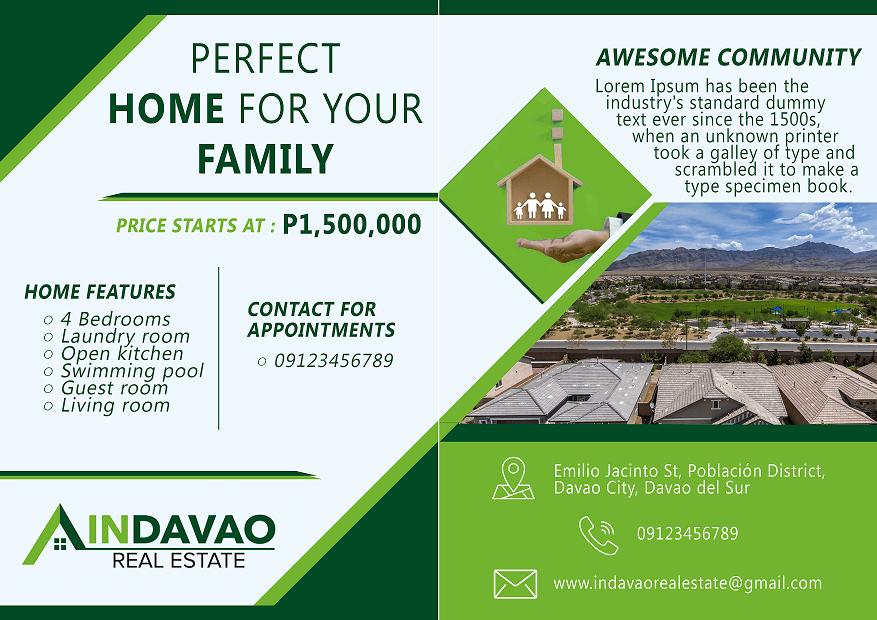 PERFECT
HOME FOR YOUR
FAMILY
PRICE STARTS AT : P1,500,000
HOME FEATURES
4 Bedrooms
Laundry room
Open kitchen
Swimming pool
Guest room
Living room
CONTACT FOR
APPOINTMENTS
09123456789
INDAVAO
REAL ESTATE
AWESOME COMMUNITY
Lorem Ipsum has been the
industry's standard dummy
text ever since the 1500s,
when an unknown printer
took a galley of type and
scrambled it to make a
type specimen book.
Emilio Jacinto St, Población District,
Davao City, Davao del Sur
09123456789
www.indavaorealestate@gmail.com